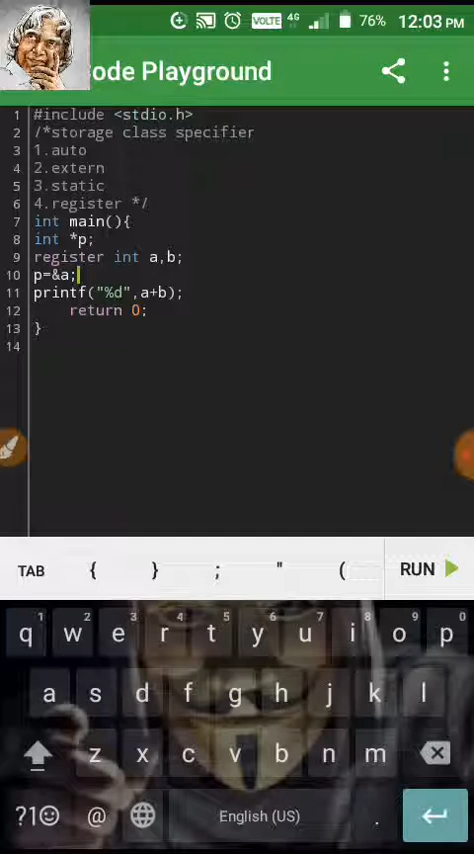 VOLTE 4G 76% 12:03 PM
ode Playground
1 #include <stdio.h>
2 /*storage class specifier
3 1.auto
4 2.extern
5 3.static
6 4.register */
7 int main(){
8 int *p;
9 register int a,b;
10 p=&a;
11 printf("%d",a+b);
12 return 0;
13 }
14
TAB { } ; " ( RUN
1 2 3 4 5 6 7 8 9 0
q w e r t y u i o p
a s d f g h j k l
z x c v b n m
?1☺ @ English (US) .